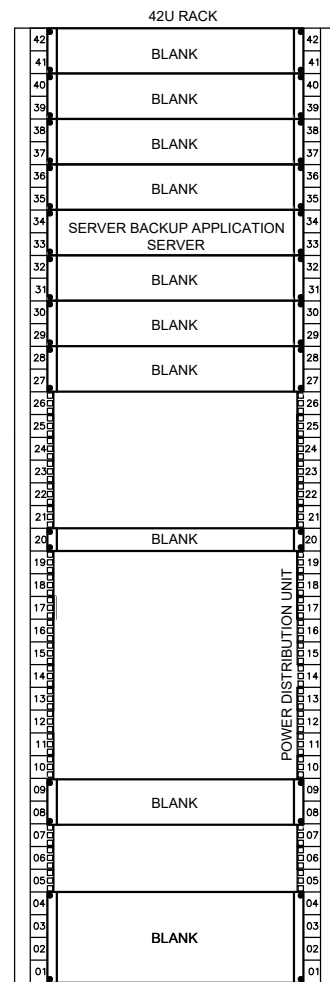 42U RACK
42 42
41 BLANK 41
40 40
39 BLANK 39
38 38
37 BLANK 37
36 36
35 BLANK 35
34 SERVER BACKUP APPLICATION 34
33 SERVER 33
32 32
31 BLANK 31
30 30
29 BLANK 29
28 28
27 BLANK 27
26 26
25 25
24 24
23 23
22 22
21 21
20 BLANK 20
19 19
18 18
17 17
16 16
15 15
14 14
13 13
12 12
11 11
10 10
POWER DISTRIBUTION UNIT
09 09
08 BLANK 08
07 07
06 06
05 05
04 04
03 03
02 BLANK 02
01 01